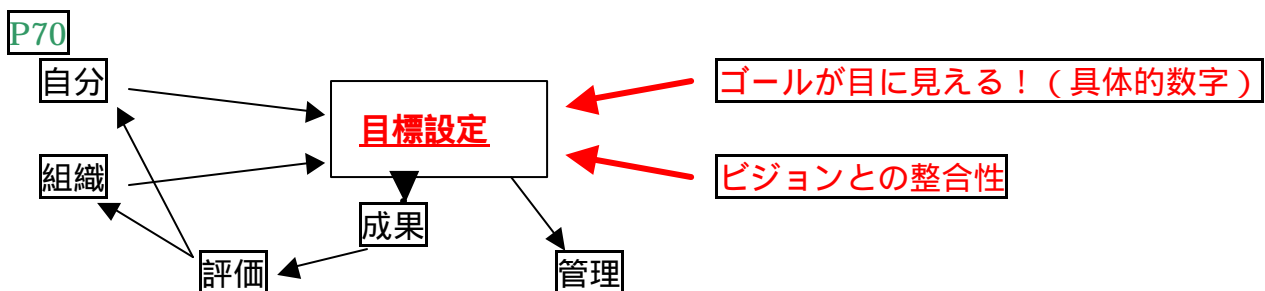 P70
自分
ゴールが目に見える！（具体的数字）
目標設定
組織
ビジョンとの整合性
成果
評価
管理